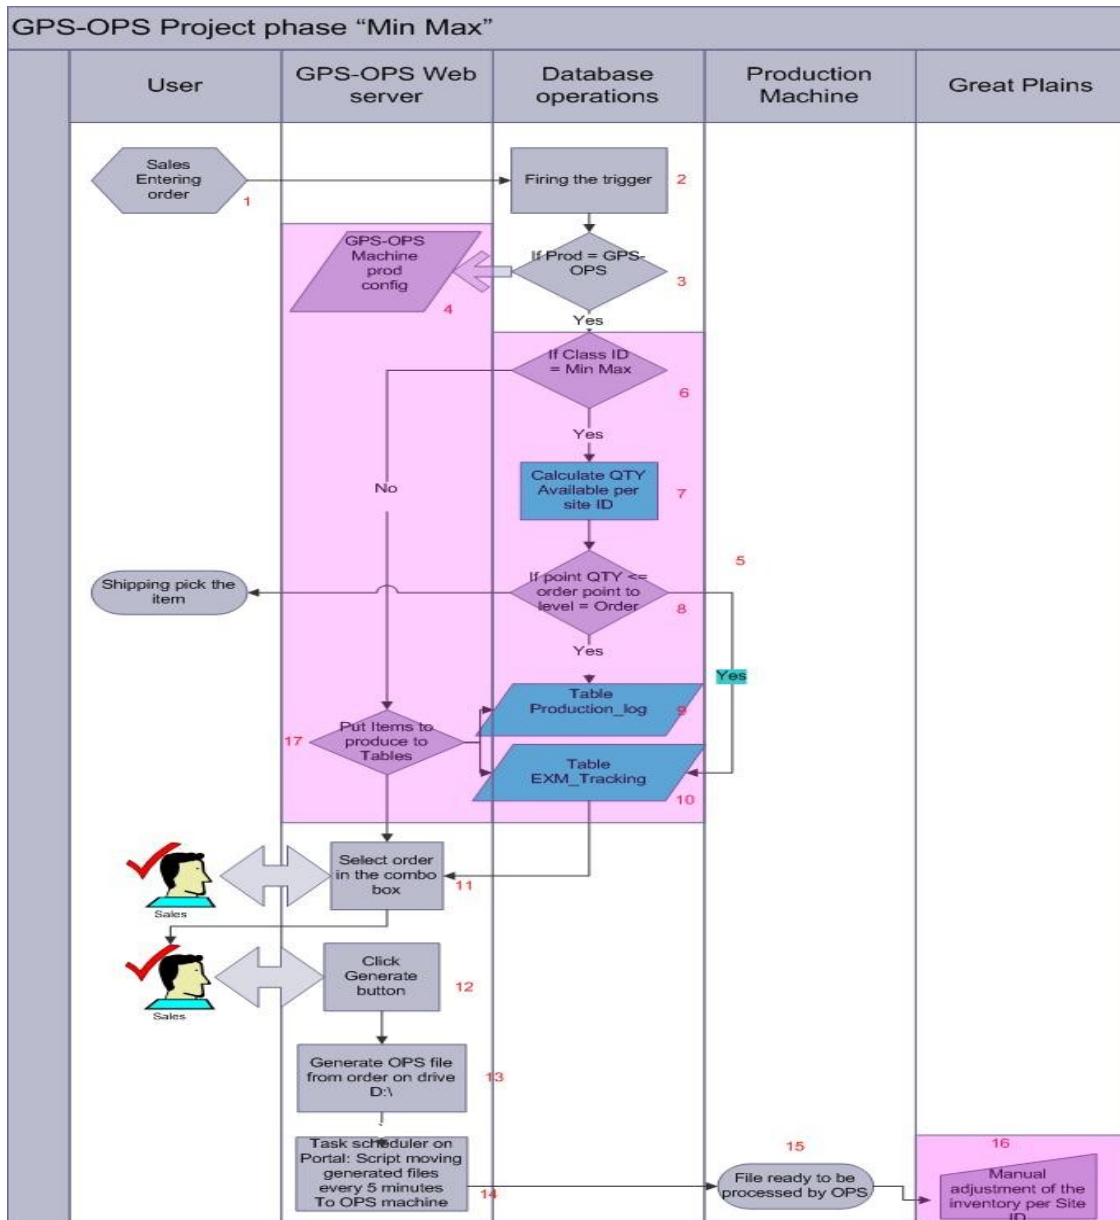 GPS-OPS Project phase “Min Max”
User
GPS-OPS Web
server
Database
operations
Production
Machine
Great Plains
Sales
Entering
order
1
Firing the trigger
2
GPS-OPS
Machine
prod
config
4
If Prod = GPS-
OPS
3
Yes
If Class ID
= Min Max
6
Yes
No
Calculate QTY
Available per
site ID
7
5
Shipping pick the
item
If point QTY <=
order point to
level = Order
8
Yes
Yes
Table
Production_log
9
17
Put Items to
produce to
Tables
Table
EXM_Tracking
10
Select order
in the combo
box
11
Sales
Click
Generate
button
12
Sales
Generate OPS file
from order on drive
D:\
13
Task scheduler on
Portal: Script moving
generated files
every 5 minutes
To OPS machine
14
15
File ready to be
processed by OPS
16
Manual
adjustment of the
inventory per Site
ID